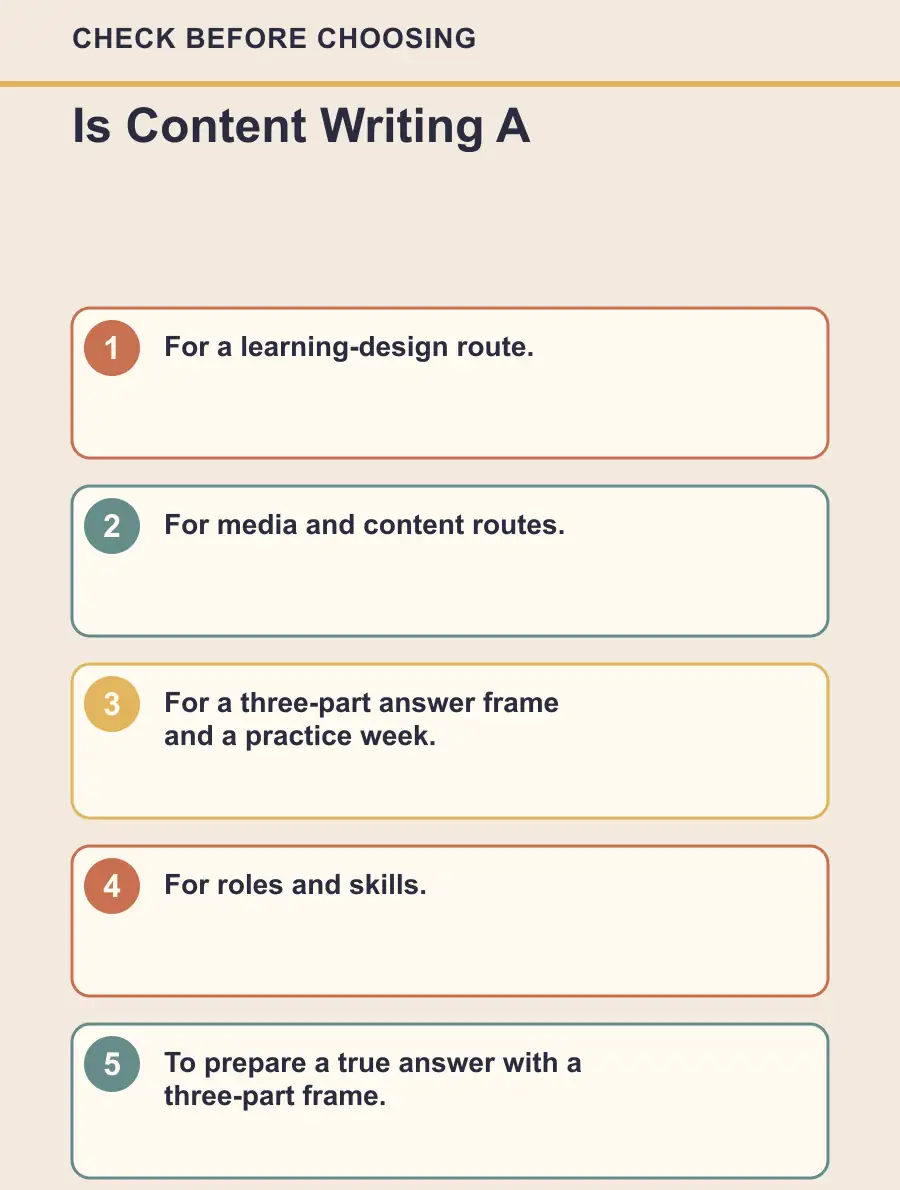 CHECK BEFORE CHOOSING
Is Content Writing A
1 For a learning-design route.
2 For media and content routes.
3 For a three-part answer frame
and a practice week.
4 For roles and skills.
5 To prepare a true answer with a
three-part frame.